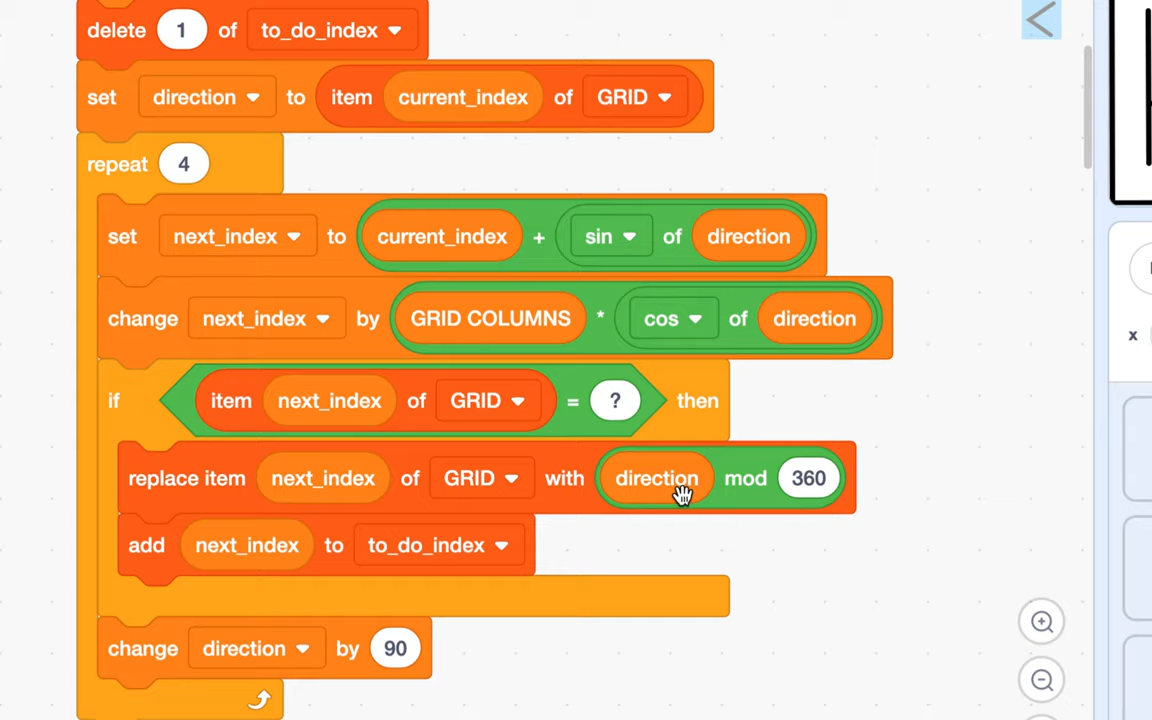 delete 1 of to_do_index
set direction to item current_index of GRID
repeat 4
set next_index to current_index + sin of direction
change next_index by GRID COLUMNS * cos of direction
if item next_index of GRID = ? then
replace item next_index of GRID with direction mod 360
add next_index to to_do_index
change direction by 90
x